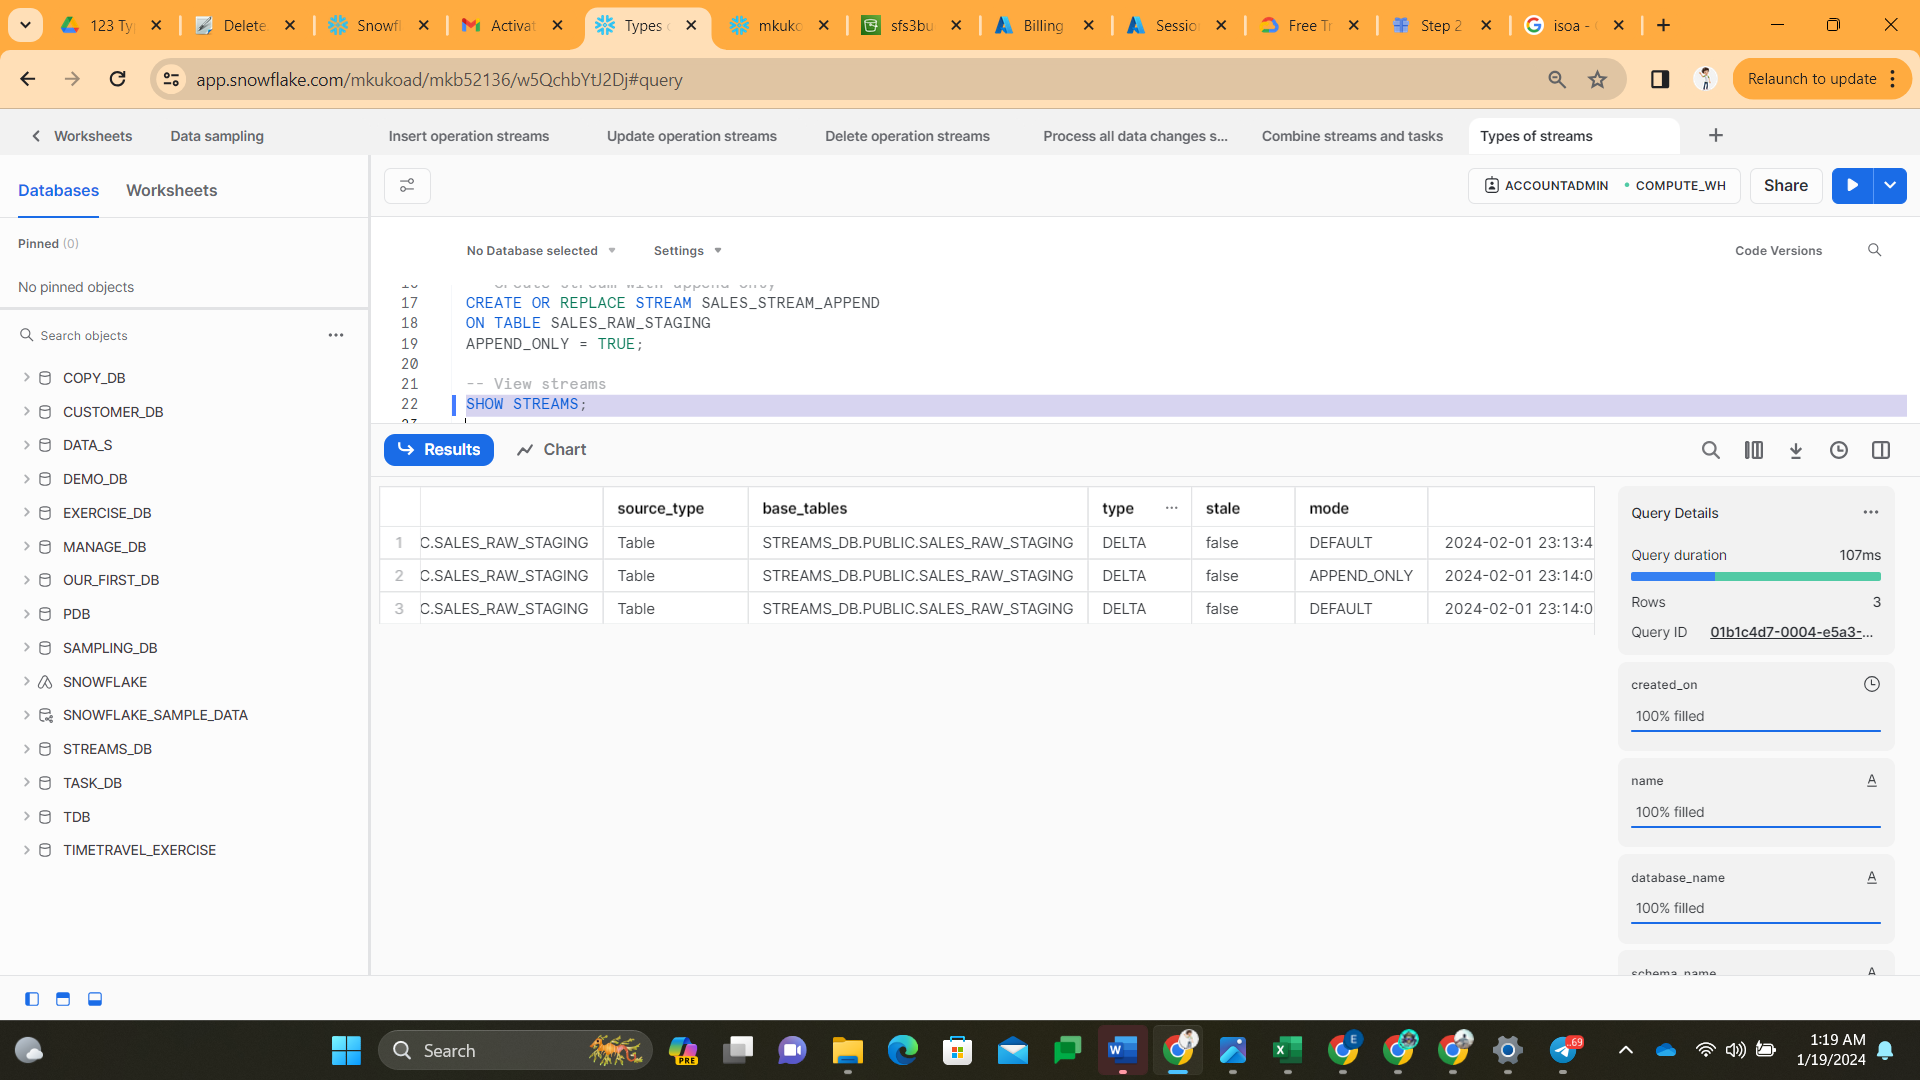 123 Ty
Delete
Snowfl
Activat
Types
mkuko
sfs3bu
Billing
Sessio
Free Tr
Step 2
isoa -
app.snowflake.com/mkukoad/mkb52136/w5QchbYtJ2Dj#query
Relaunch to update
Worksheets
Data sampling
Insert operation streams
Update operation streams
Delete operation streams
Process all data changes s...
Combine streams and tasks
Types of streams
Databases
Worksheets
ACCOUNTADMIN
COMPUTE_WH
Share
Pinned (0)
No pinned objects
No Database selected
Settings
Code Versions
17 CREATE OR REPLACE STREAM SALES_STREAM_APPEND
18 ON TABLE SALES_RAW_STAGING
19 APPEND_ONLY = TRUE;
20
21 -- View streams
22 SHOW STREAMS;
Search objects
COPY_DB
CUSTOMER_DB
DATA_S
DEMO_DB
EXERCISE_DB
MANAGE_DB
OUR_FIRST_DB
PDB
SAMPLING_DB
SNOWFLAKE
SNOWFLAKE_SAMPLE_DATA
STREAMS_DB
TASK_DB
TDB
TIMETRAVEL_EXERCISE
Results
Chart
source_type base_tables type ... stale mode
1 C.SALES_RAW_STAGING Table STREAMS_DB.PUBLIC.SALES_RAW_STAGING DELTA false DEFAULT 2024-02-01 23:13:4
2 C.SALES_RAW_STAGING Table STREAMS_DB.PUBLIC.SALES_RAW_STAGING DELTA false APPEND_ONLY 2024-02-01 23:14:0
3 C.SALES_RAW_STAGING Table STREAMS_DB.PUBLIC.SALES_RAW_STAGING DELTA false DEFAULT 2024-02-01 23:14:0
Query Details
Query duration 107ms
Rows 3
Query ID 01b1c4d7-0004-e5a3-...
created_on
100% filled
name A
100% filled
database_name A
100% filled
schema_name A
Search
PRE
E
.69
1:19 AM
1/19/2024